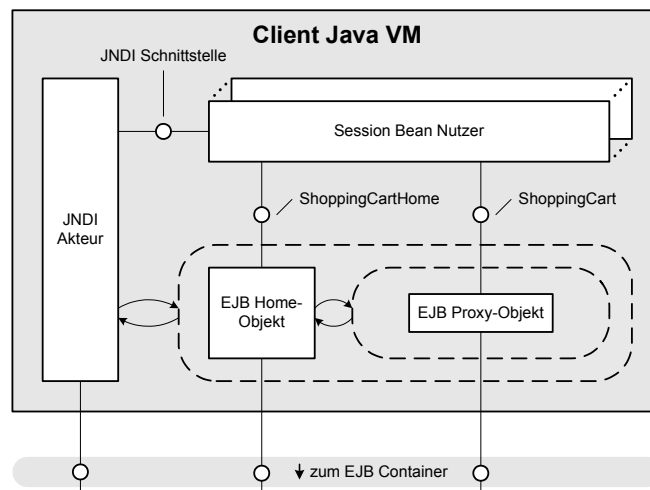 Client Java VM
JNDI Schnittstelle
Session Bean Nutzer
ShoppingCartHome
ShoppingCart
JNDI
Akteur
EJB Home-
Objekt
EJB Proxy-Objekt
zum EJB Container